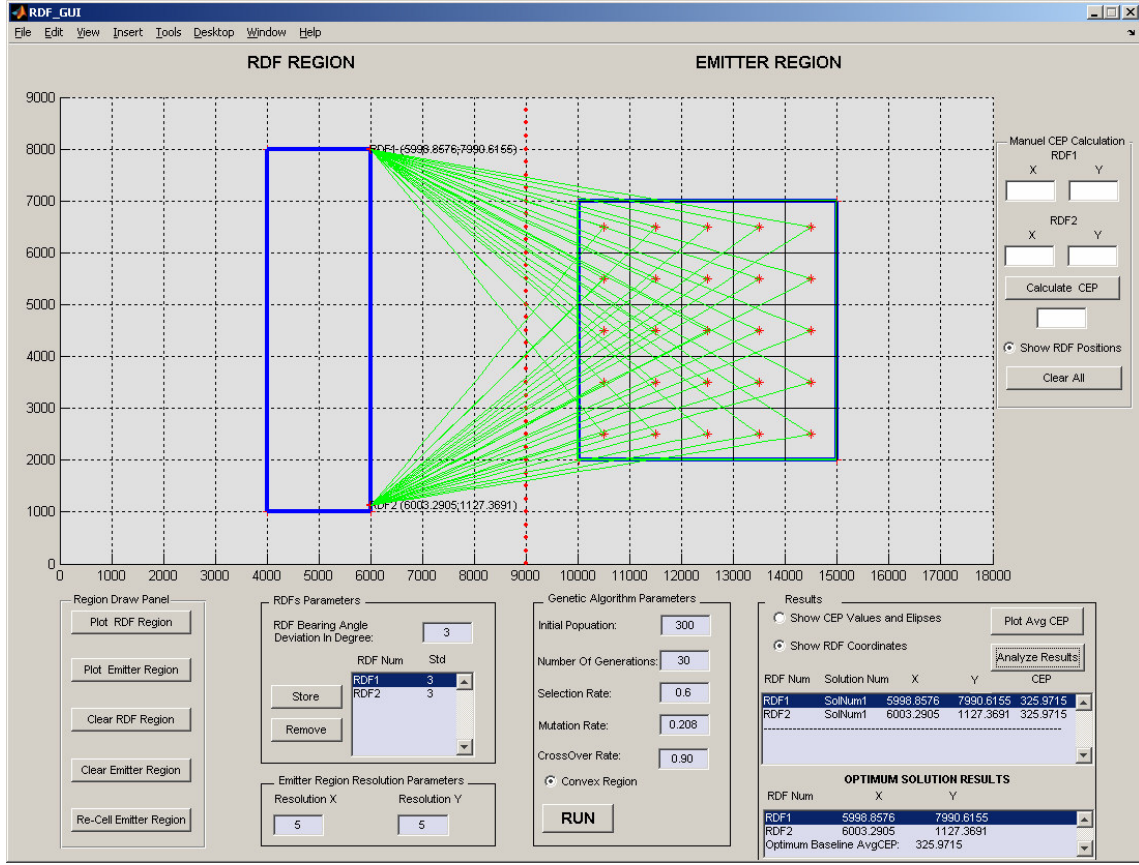 RDF_GUI
File Edit View Insert Tools Desktop Window Help
RDF REGION EMITTER REGION
9000
8000
7000
6000
5000
4000
3000
2000
1000
0
RDF1 (5998.8576;7990.6155)
RDF2 (6003.2905;1127.3691)
0 1000 2000 3000 4000 5000 6000 7000 8000 9000 10000 11000 12000 13000 14000 15000 16000 17000 18000
Manuel CEP Calculation
RDF1
X Y
RDF2
X Y
Calculate CEP
Show RDF Positions
Clear All
Region Draw Panel
Plot RDF Region
Plot Emitter Region
Clear RDF Region
Clear Emitter Region
Re-Cell Emitter Region
RDFs Parameters
RDF Bearing Angle
Deviation In Degree: 3
RDF Num Std
RDF1 3
RDF2 3
Store
Remove
Emitter Region Resolution Parameters
Resolution X Resolution Y
5 5
Genetic Algorithm Parameters
Initial Popuation: 300
Number Of Generations: 30
Selection Rate: 0.6
Mutation Rate: 0.208
CrossOver Rate: 0.90
Convex Region
RUN
Results
Show CEP Values and Elipses
Plot Avg CEP
Show RDF Coordinates
Analyze Results
RDF Num Solution Num X Y CEP
RDF1 SolNum1 5998.8576 7990.6155 325.9715
RDF2 SolNum1 6003.2905 1127.3691 325.9715
OPTIMUM SOLUTION RESULTS
RDF Num X Y
RDF1 5998.8576 7990.6155
RDF2 6003.2905 1127.3691
Optimum Baseline AvgCEP: 325.9715